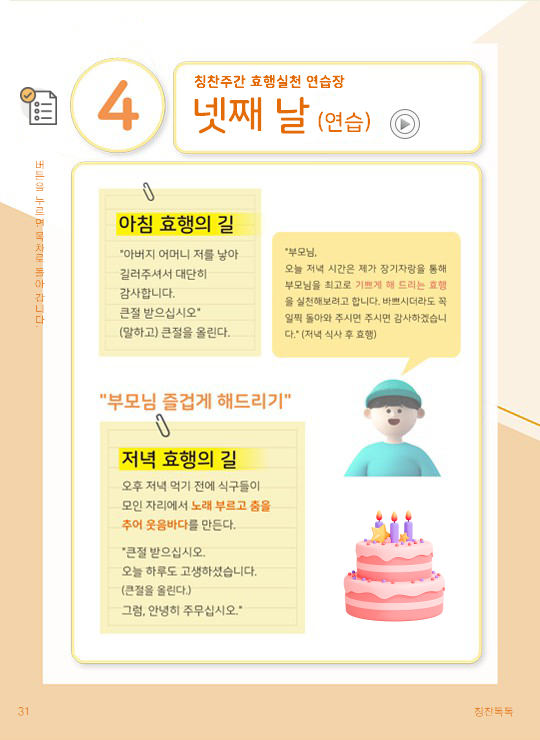 칭찬주간 효행실천 연습장
4
넷째 날 (연습)
버튼을 누르면 목차로 돌아 갑니다.
아침 효행의 길
"아버지 어머니 저를 낳아
길러주셔서 대단히
감사합니다.
큰절 받으십시오"
(말하고) 큰절을 올린다.
"부모님,
오늘 저녁 시간은 제가 장기자랑을 통해
부모님을 최고로 기쁘게 해 드리는 효행
을 실천해보려고 합니다. 바쁘시더라도 꼭
일찍 돌아와 주시면 주시면 감사하겠습니
다." (저녁 식사 후 효행)
"부모님 즐겁게 해드리기"
저녁 효행의 길
오후 저녁 먹기 전에 식구들이
모인 자리에서 노래 부르고 춤을
추어 웃음바다를 만든다.
"큰절 받으십시오.
오늘 하루도 고생하셨습니다.
(큰절을 올린다.)
그럼, 안녕히 주무십시오."
31
칭찬톡톡